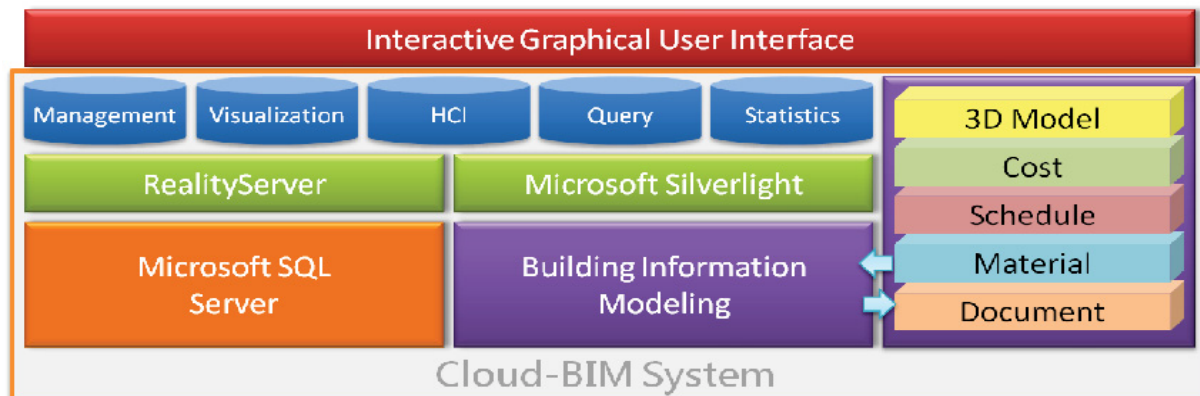 Interactive Graphical User Interface
Management
Visualization
HCI
Query
Statistics
RealityServer
Microsoft Silverlight
Microsoft SQL
Server
Building Information
Modeling
3D Model
Cost
Schedule
Material
Document
Cloud-BIM System